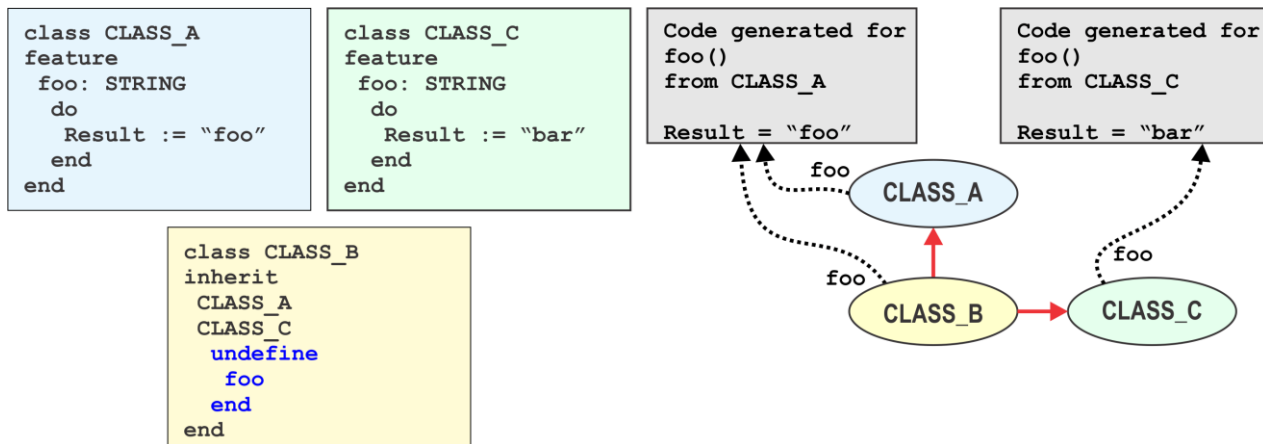 class CLASS_A
feature
foo: STRING
do
Result := “foo”
end
end
class CLASS_C
feature
foo: STRING
do
Result := “bar”
end
end
class CLASS_B
inherit
CLASS_A
CLASS_C
undefine
foo
end
end
Code generated for
foo()
from CLASS_A
Result = “foo”
Code generated for
foo()
from CLASS_C
Result = “bar”
foo
CLASS_A
foo
foo
CLASS_B
CLASS_C